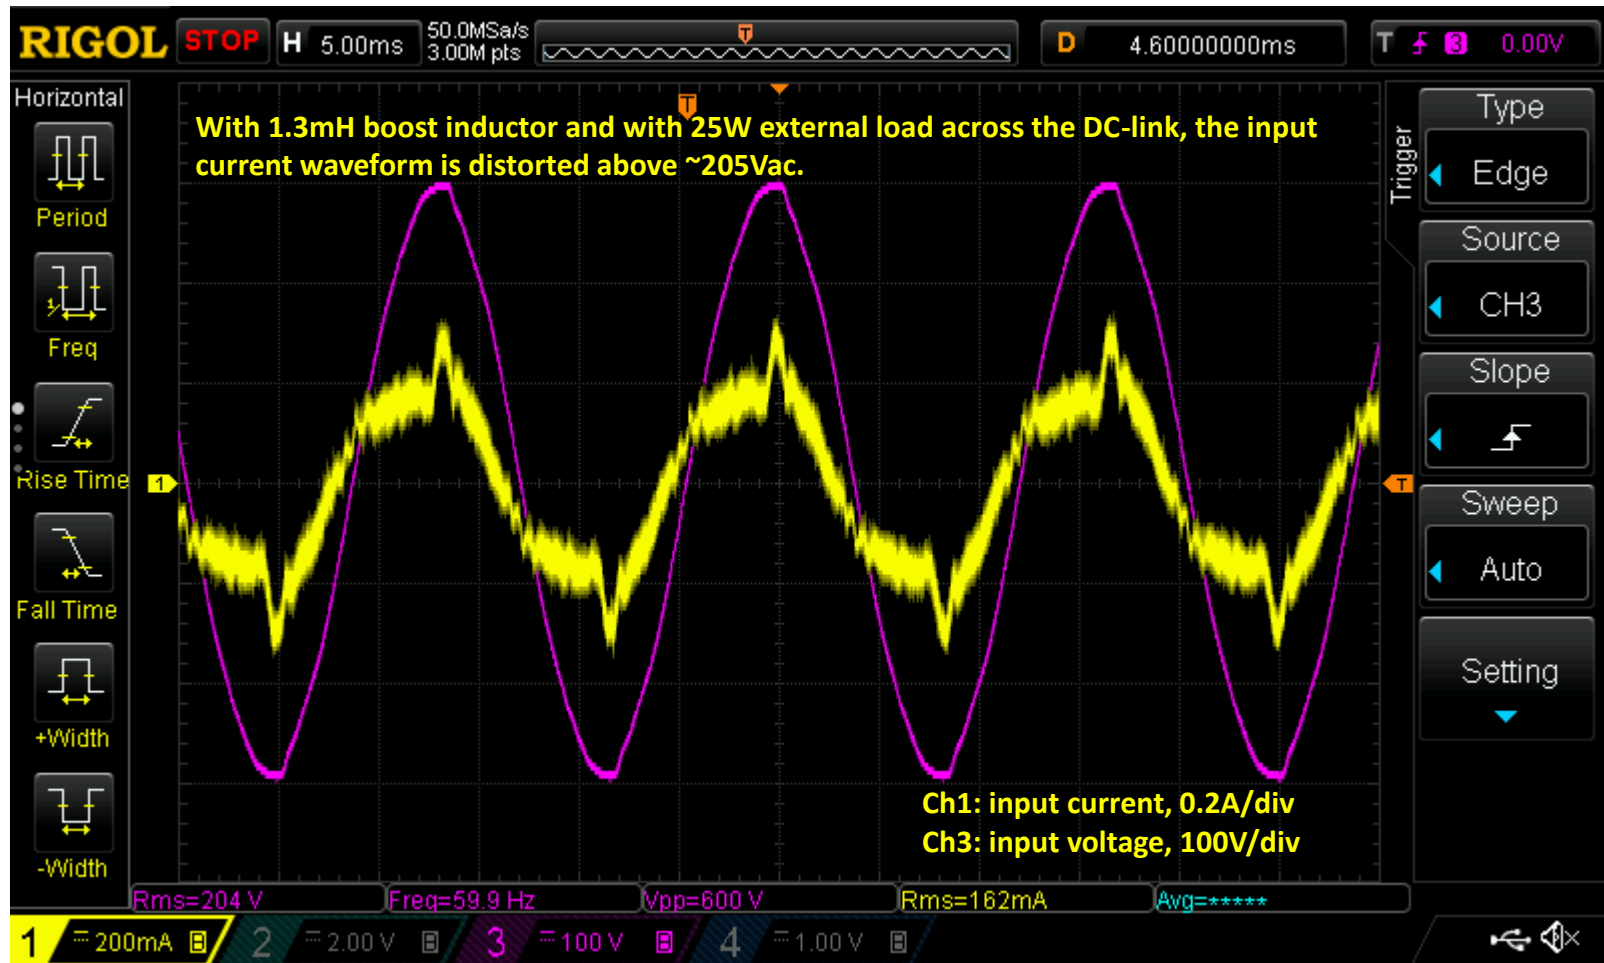 RIGOL STOP H 5.00ms 50.0MSa/s 3.00M pts T D 4.60000000ms T 3 0.00V
Horizontal
Period
Freq
Rise Time
Fall Time
+Width
-Width
T
With 1.3mH boost inductor and with 25W external load across the DC-link, the input
current waveform is distorted above ~205Vac.
1
T
Ch1: input current, 0.2A/div
Ch3: input voltage, 100V/div
Trigger
Type
Edge
Source
CH3
Slope
Sweep
Auto
Setting
Rms=204 V Freq=59.9 Hz Vpp=600 V Rms=162mA Avg=*****
1 200mA B 2 2.00 V B 3 100 V B 4 1.00 V B